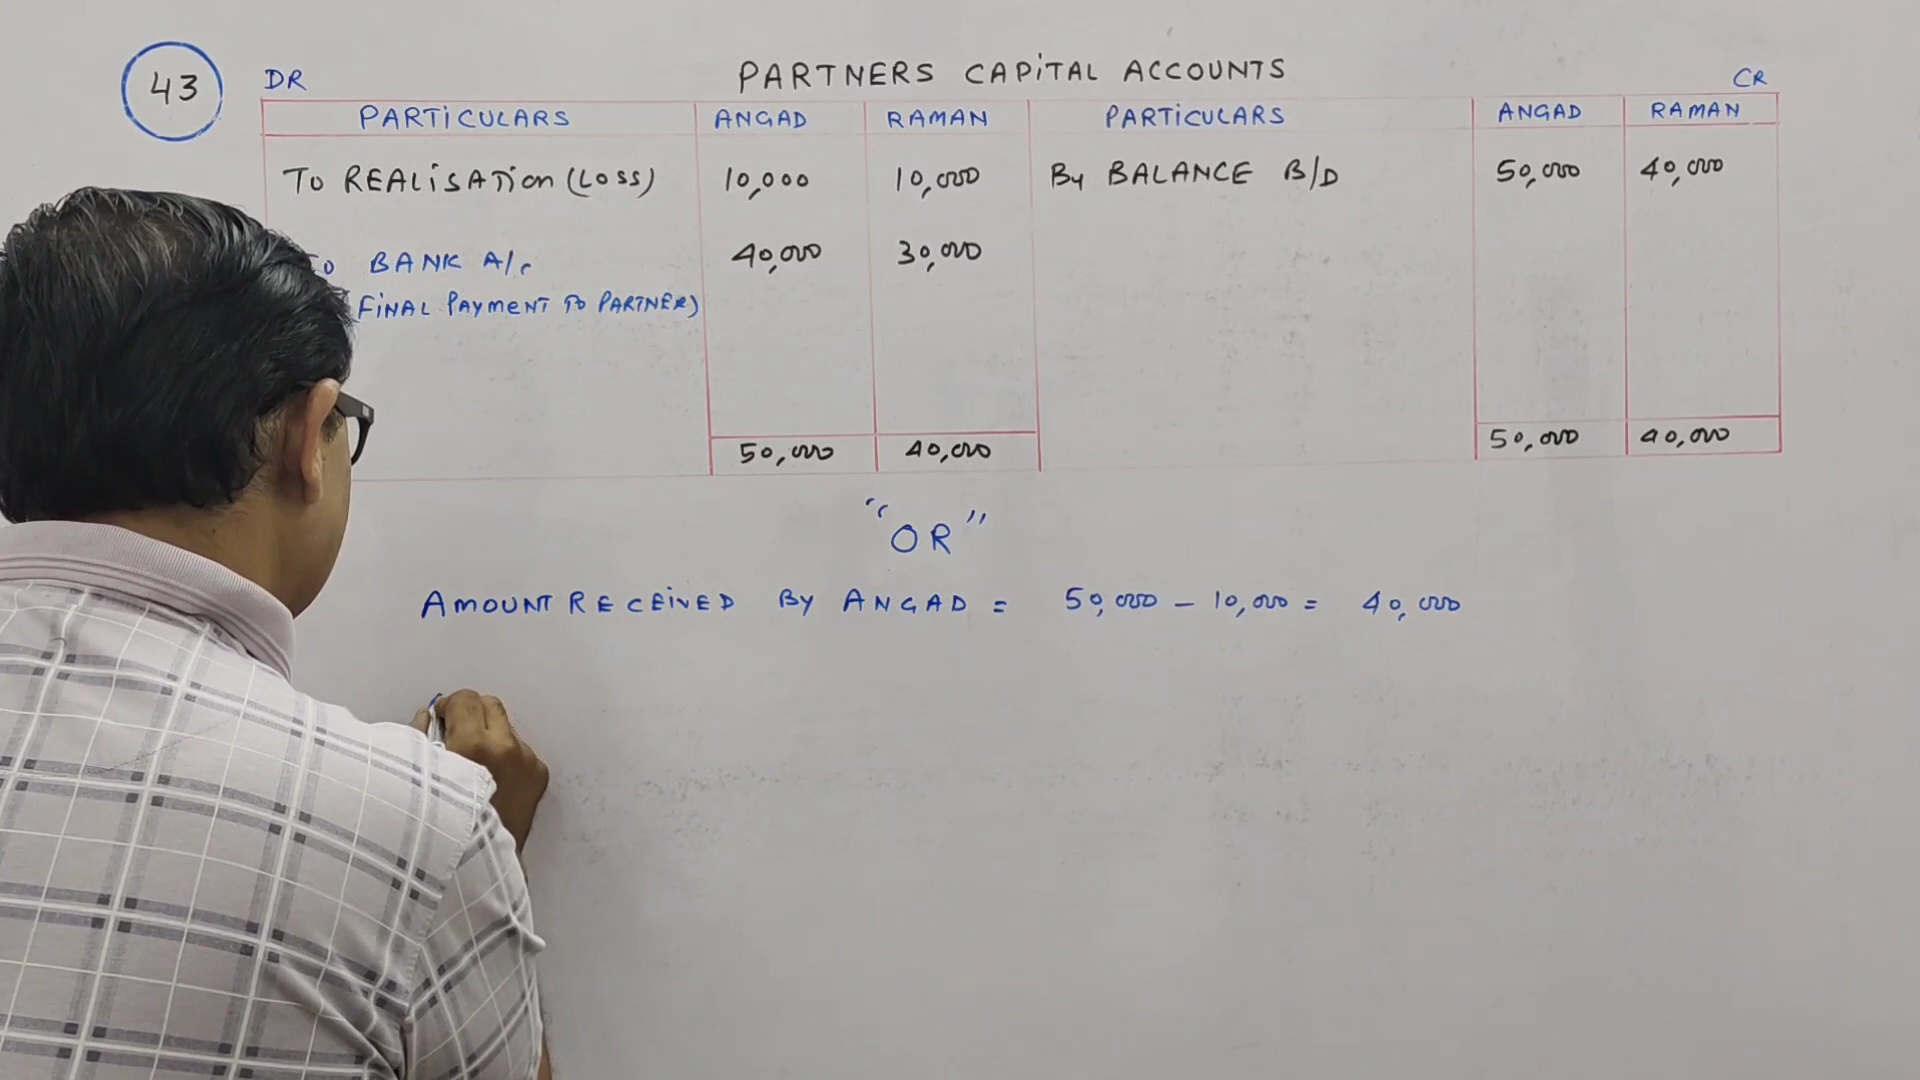 43 DR PARTNERS CAPITAL ACCOUNTS CR
PARTICULARS ANGAD RAMAN PARTICULARS ANGAD RAMAN
TO REALISATION (LOSS) 10,000 10,000 By BALANCE B/D 50,000 40,000
BANK A/c 40,000 30,000
FINAL PAYMENT TO PARTNER)
50,000 40,000 50,000 40,000
"OR"
AMOUNT RECEIVED By ANGAD = 50,000 - 10,000 = 40,000